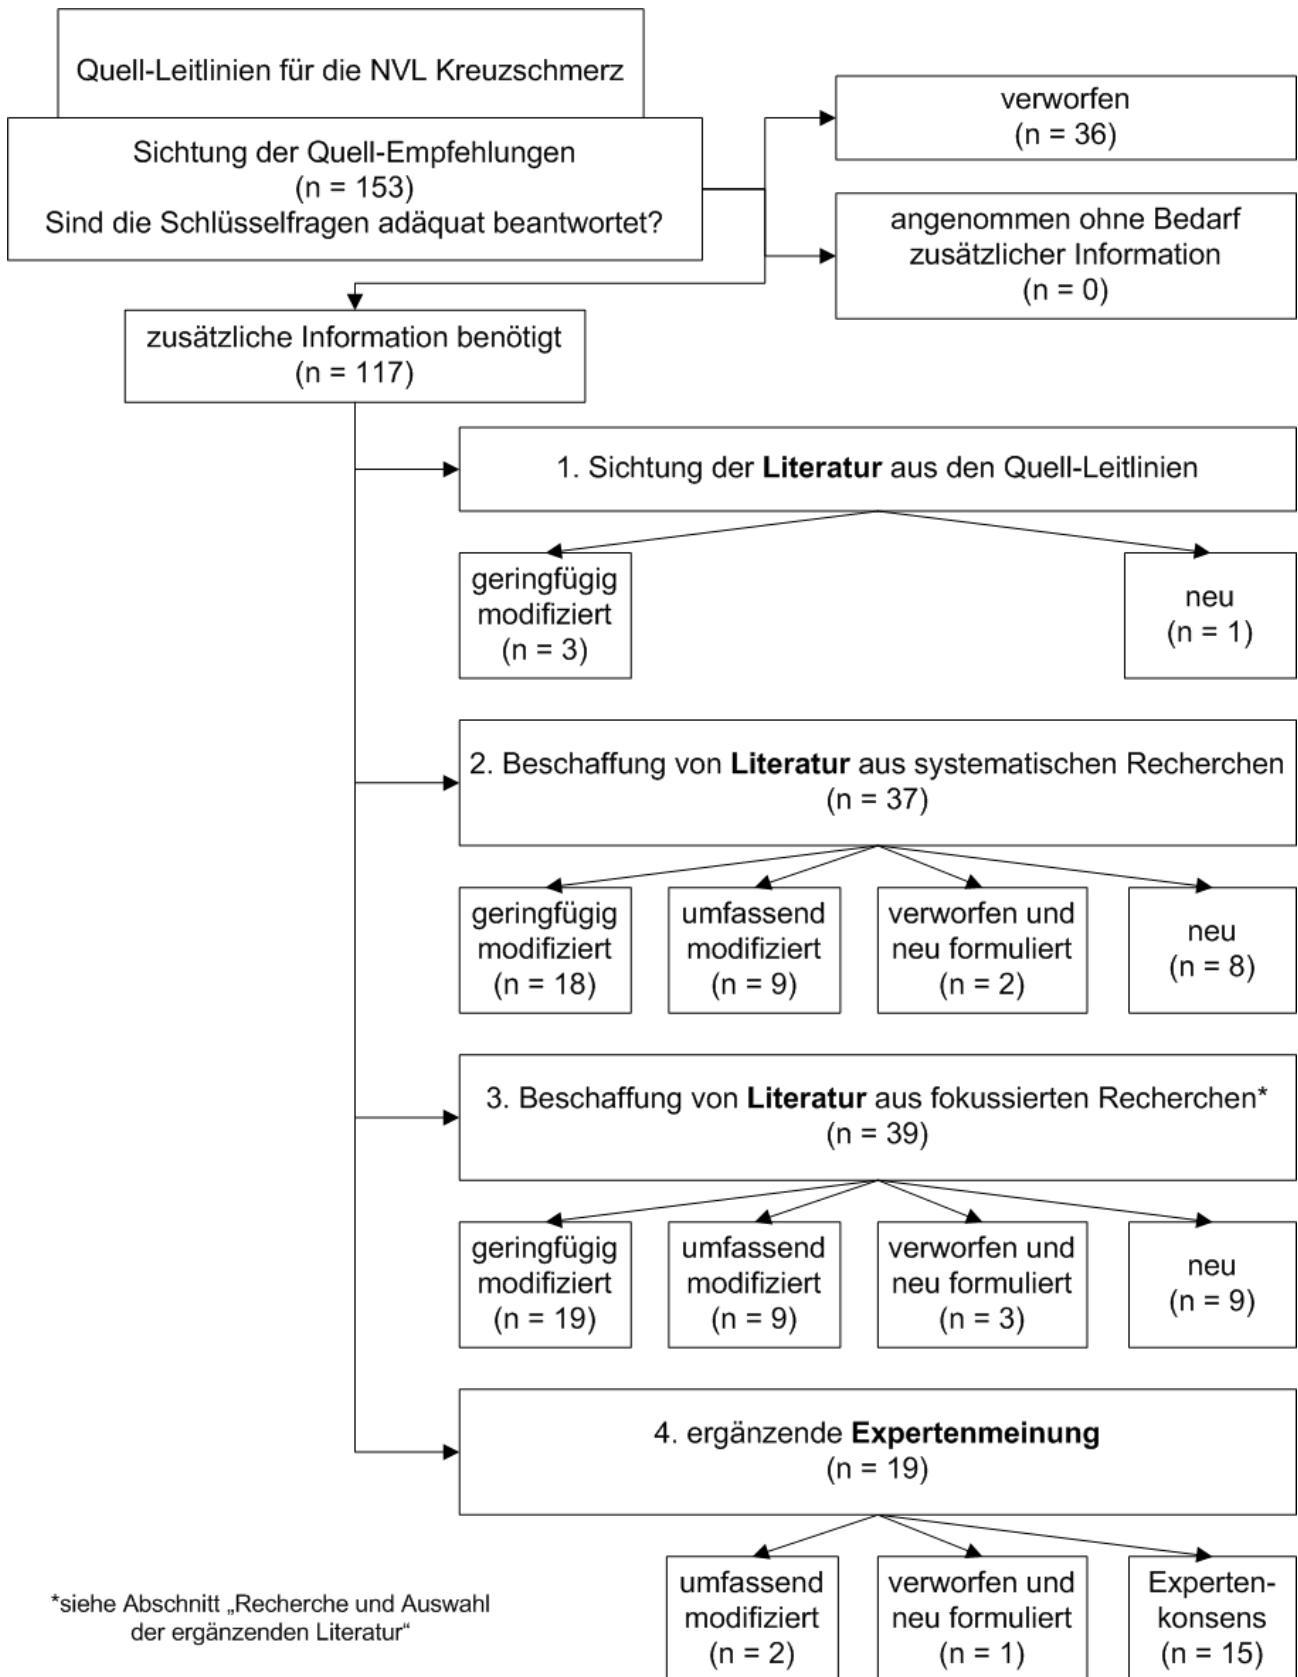 Quell-Leitlinien für die NVL Kreuzschmerz
Sichtung der Quell-Empfehlungen
(n = 153)
Sind die Schlüsselfragen adäquat beantwortet?
verworfen
(n = 36)
angenommen ohne Bedarf
zusätzlicher Information
(n = 0)
zusätzliche Information benötigt
(n = 117)
1. Sichtung der Literatur aus den Quell-Leitlinien
geringfügig
modifiziert
(n = 3)
neu
(n = 1)
2. Beschaffung von Literatur aus systematischen Recherchen
(n = 37)
geringfügig
modifiziert
(n = 18)
umfassend
modifiziert
(n = 9)
verworfen und
neu formuliert
(n = 2)
neu
(n = 8)
3. Beschaffung von Literatur aus fokussierten Recherchen*
(n = 39)
geringfügig
modifiziert
(n = 19)
umfassend
modifiziert
(n = 9)
verworfen und
neu formuliert
(n = 3)
neu
(n = 9)
4. ergänzende Expertenmeinung
(n = 19)
umfassend
modifiziert
(n = 2)
verworfen und
neu formuliert
(n = 1)
Experten-
konsens
(n = 15)
*siehe Abschnitt „Recherche und Auswahl
der ergänzenden Literatur“